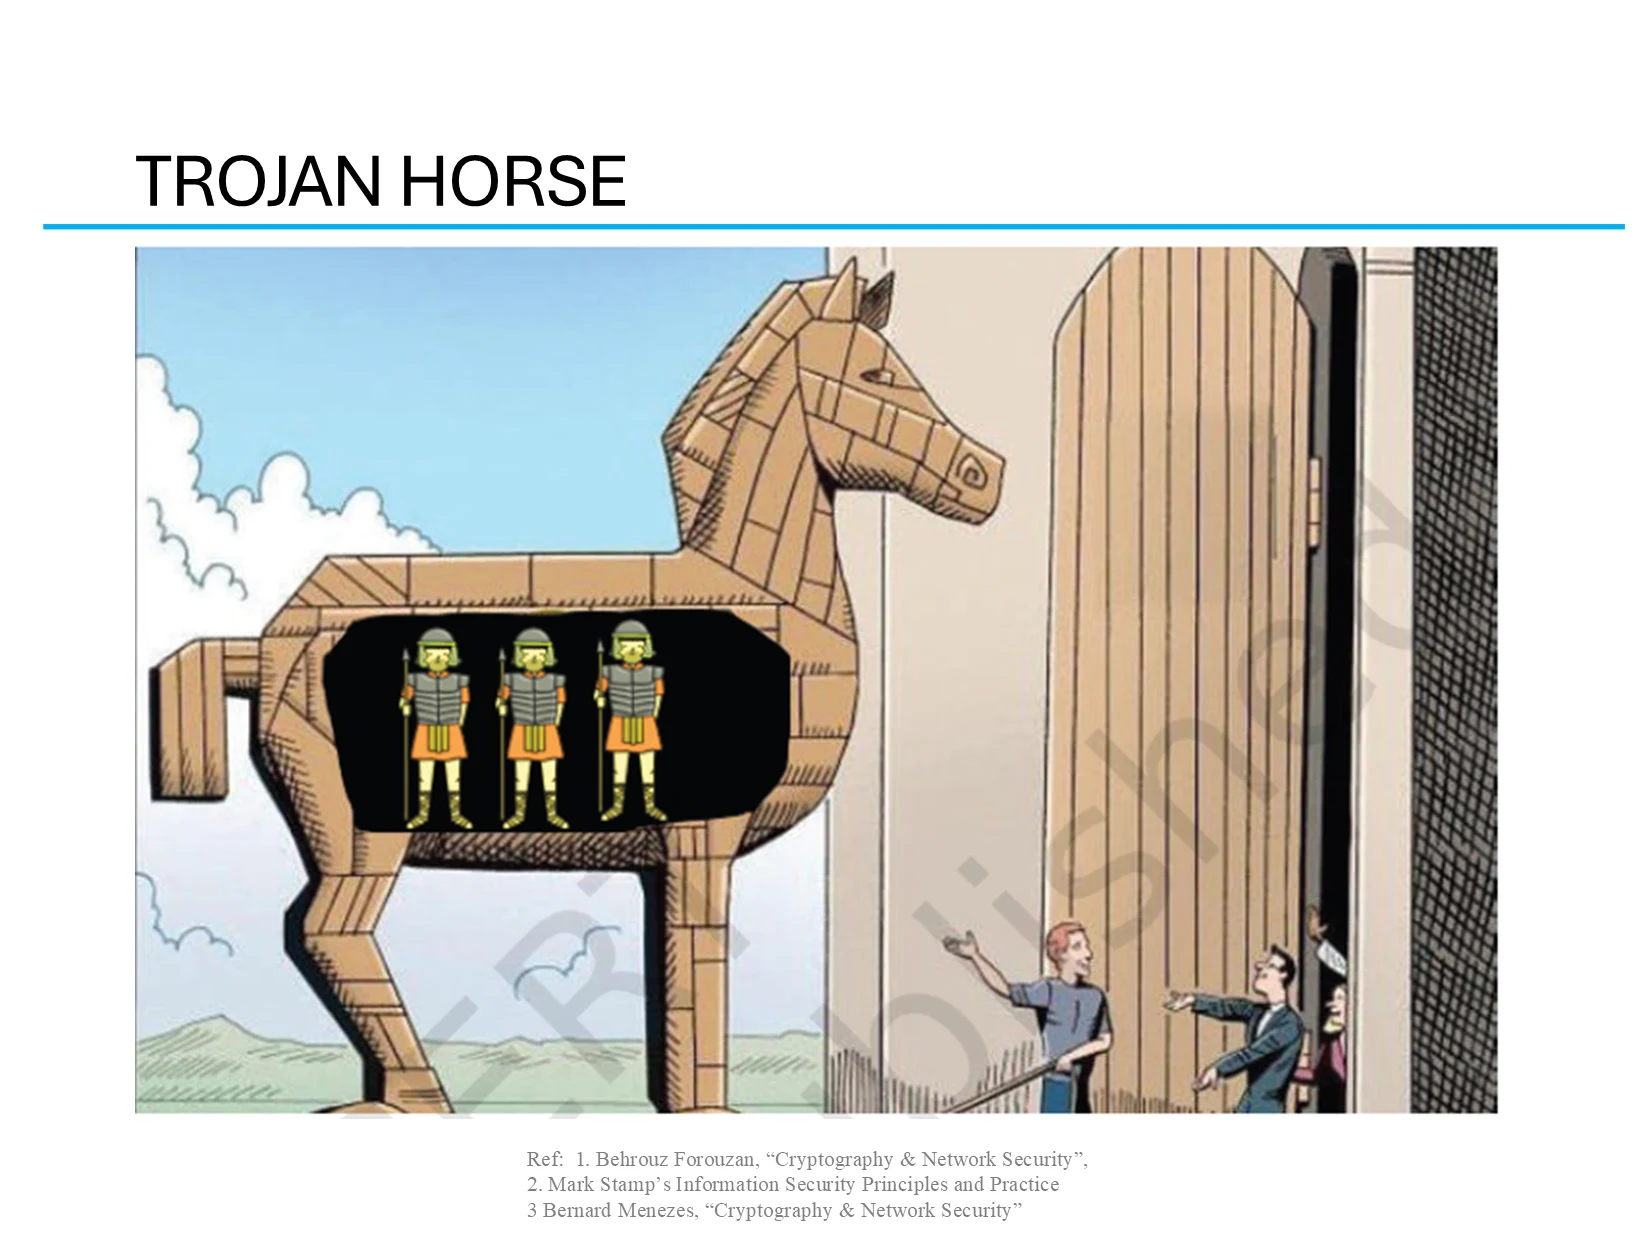 TROJAN HORSE
Ref:  1. Behrouz Forouzan, “Cryptography & Network Security”,
2. Mark Stamp’s Information Security Principles and Practice
3 Bernard Menezes, “Cryptography & Network Security”